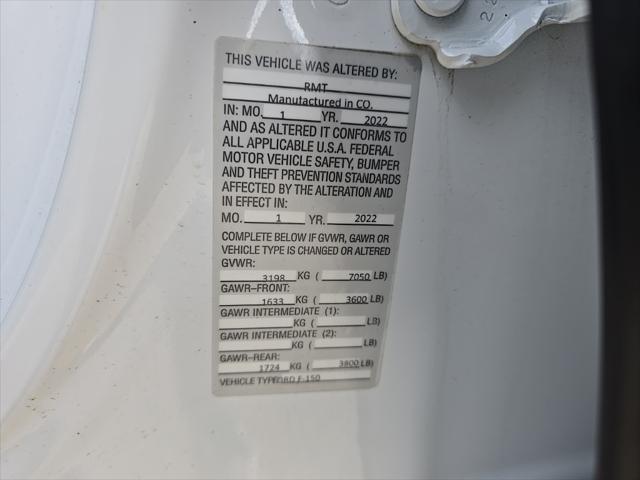 THIS VEHICLE WAS ALTERED BY:
RMT
Manufactured in CO.
IN: MO. 1 YR. 2022
AND AS ALTERED IT CONFORMS TO
ALL APPLICABLE U.S.A. FEDERAL
MOTOR VEHICLE SAFETY, BUMPER
AND THEFT PREVENTION STANDARDS
AFFECTED BY THE ALTERATION AND
IN EFFECT IN:
MO. 1 YR. 2022
COMPLETE BELOW IF GVWR, GAWR OR
VEHICLE TYPE IS CHANGED OR ALTERED
GVWR:
3198 KG ( 7050 LB)
GAWR–FRONT:
1633 KG ( 3600 LB)
GAWR INTERMEDIATE (1):
KG ( LB)
GAWR INTERMEDIATE (2):
KG ( LB)
GAWR–REAR:
1724 KG ( 3800 LB)
VEHICLE TYPE F-150